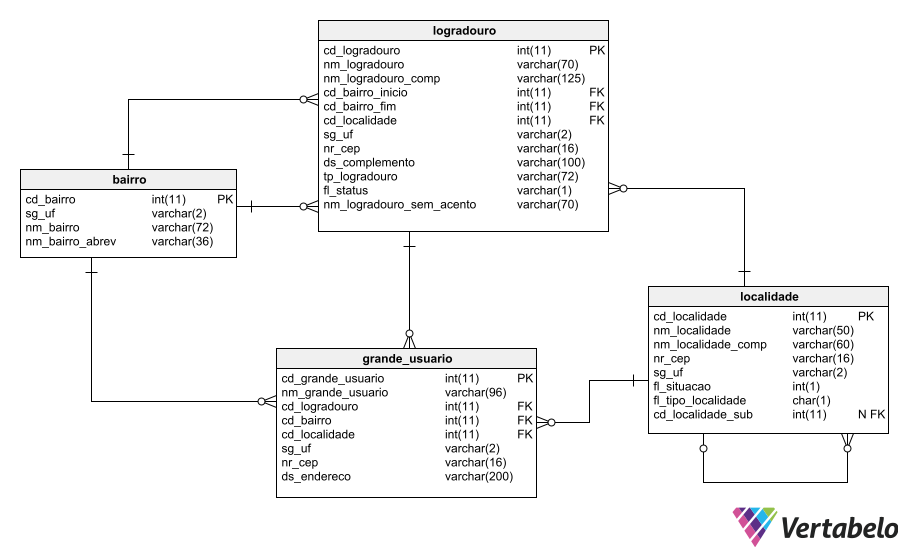 logradouro
cd_logradouro int(11) PK
nm_logradouro varchar(70)
nm_logradouro_comp varchar(125)
cd_bairro_inicio int(11) FK
cd_bairro_fim int(11) FK
cd_localidade int(11) FK
sg_uf varchar(2)
nr_cep varchar(16)
ds_complemento varchar(100)
tp_logradouro varchar(72)
fl_status varchar(1)
nm_logradouro_sem_acento varchar(70)
bairro
cd_bairro int(11) PK
sg_uf varchar(2)
nm_bairro varchar(72)
nm_bairro_abrev varchar(36)
localidade
cd_localidade int(11) PK
nm_localidade varchar(50)
nm_localidade_comp varchar(60)
nr_cep varchar(16)
sg_uf varchar(2)
fl_situacao int(1)
fl_tipo_localidade char(1)
cd_localidade_sub int(11) N FK
grande_usuario
cd_grande_usuario int(11) PK
nm_grande_usuario varchar(96)
cd_logradouro int(11) FK
cd_bairro int(11) FK
cd_localidade int(11) FK
sg_uf varchar(2)
nr_cep varchar(16)
ds_endereco varchar(200)
Vertabelo